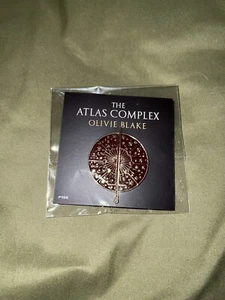 THE
ATLAS COMPLEX
OLIVIE BLAKE